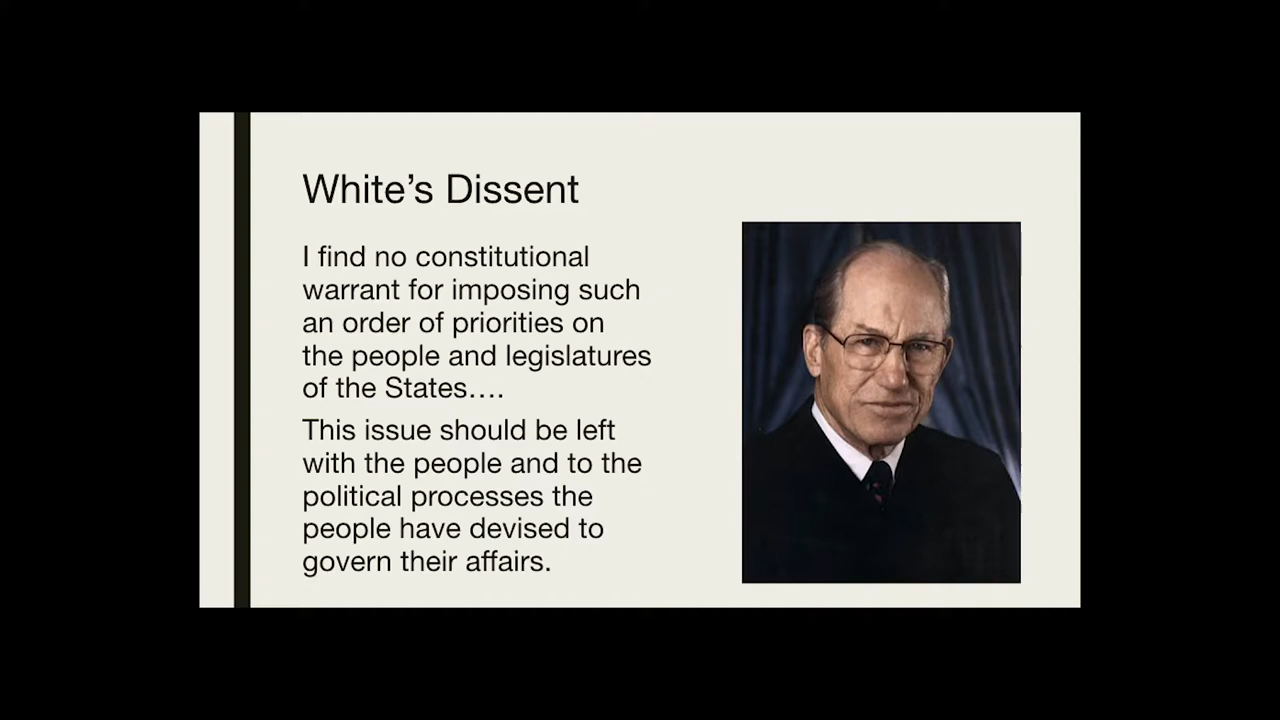 White’s Dissent
I find no constitutional
warrant for imposing such
an order of priorities on
the people and legislatures
of the States….
This issue should be left
with the people and to the
political processes the
people have devised to
govern their affairs.